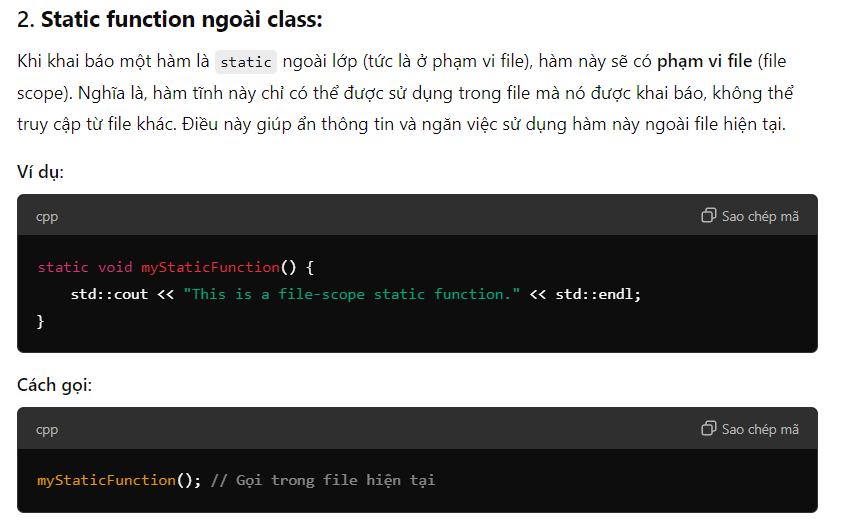 2. Static function ngoài class:
Khi khai báo một hàm là static ngoài lớp (tức là ở phạm vi file), hàm này sẽ có phạm vi file (file
scope). Nghĩa là, hàm tĩnh này chỉ có thể được sử dụng trong file mà nó được khai báo, không thể
truy cập từ file khác. Điều này giúp ẩn thông tin và ngăn việc sử dụng hàm này ngoài file hiện tại.
Ví dụ:
cpp Sao chép mã
static void myStaticFunction() {
    std::cout << "This is a file-scope static function." << std::endl;
}
Cách gọi:
cpp Sao chép mã
myStaticFunction(); // Gọi trong file hiện tại